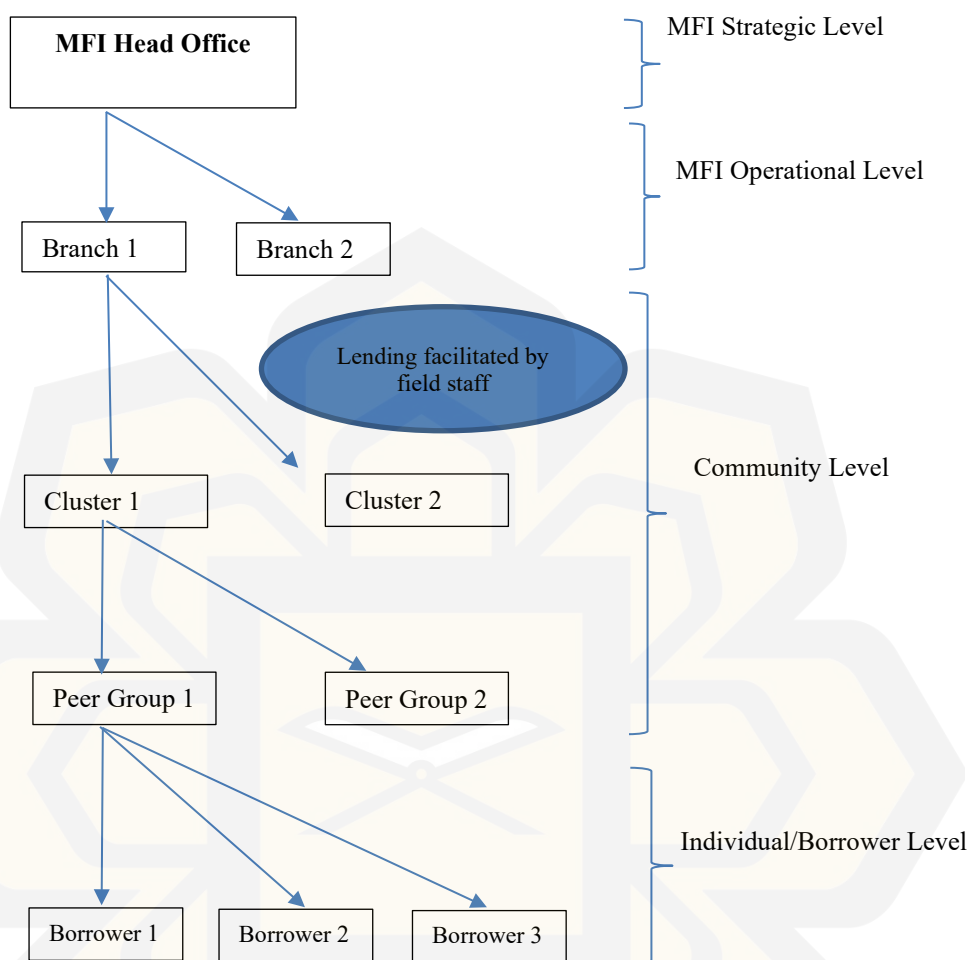 MFI Head Office
MFI Strategic Level
MFI Operational Level
Branch 1
Branch 2
Lending facilitated by
field staff
Community Level
Cluster 1
Cluster 2
Peer Group 1
Peer Group 2
Individual/Borrower Level
Borrower 1
Borrower 2
Borrower 3